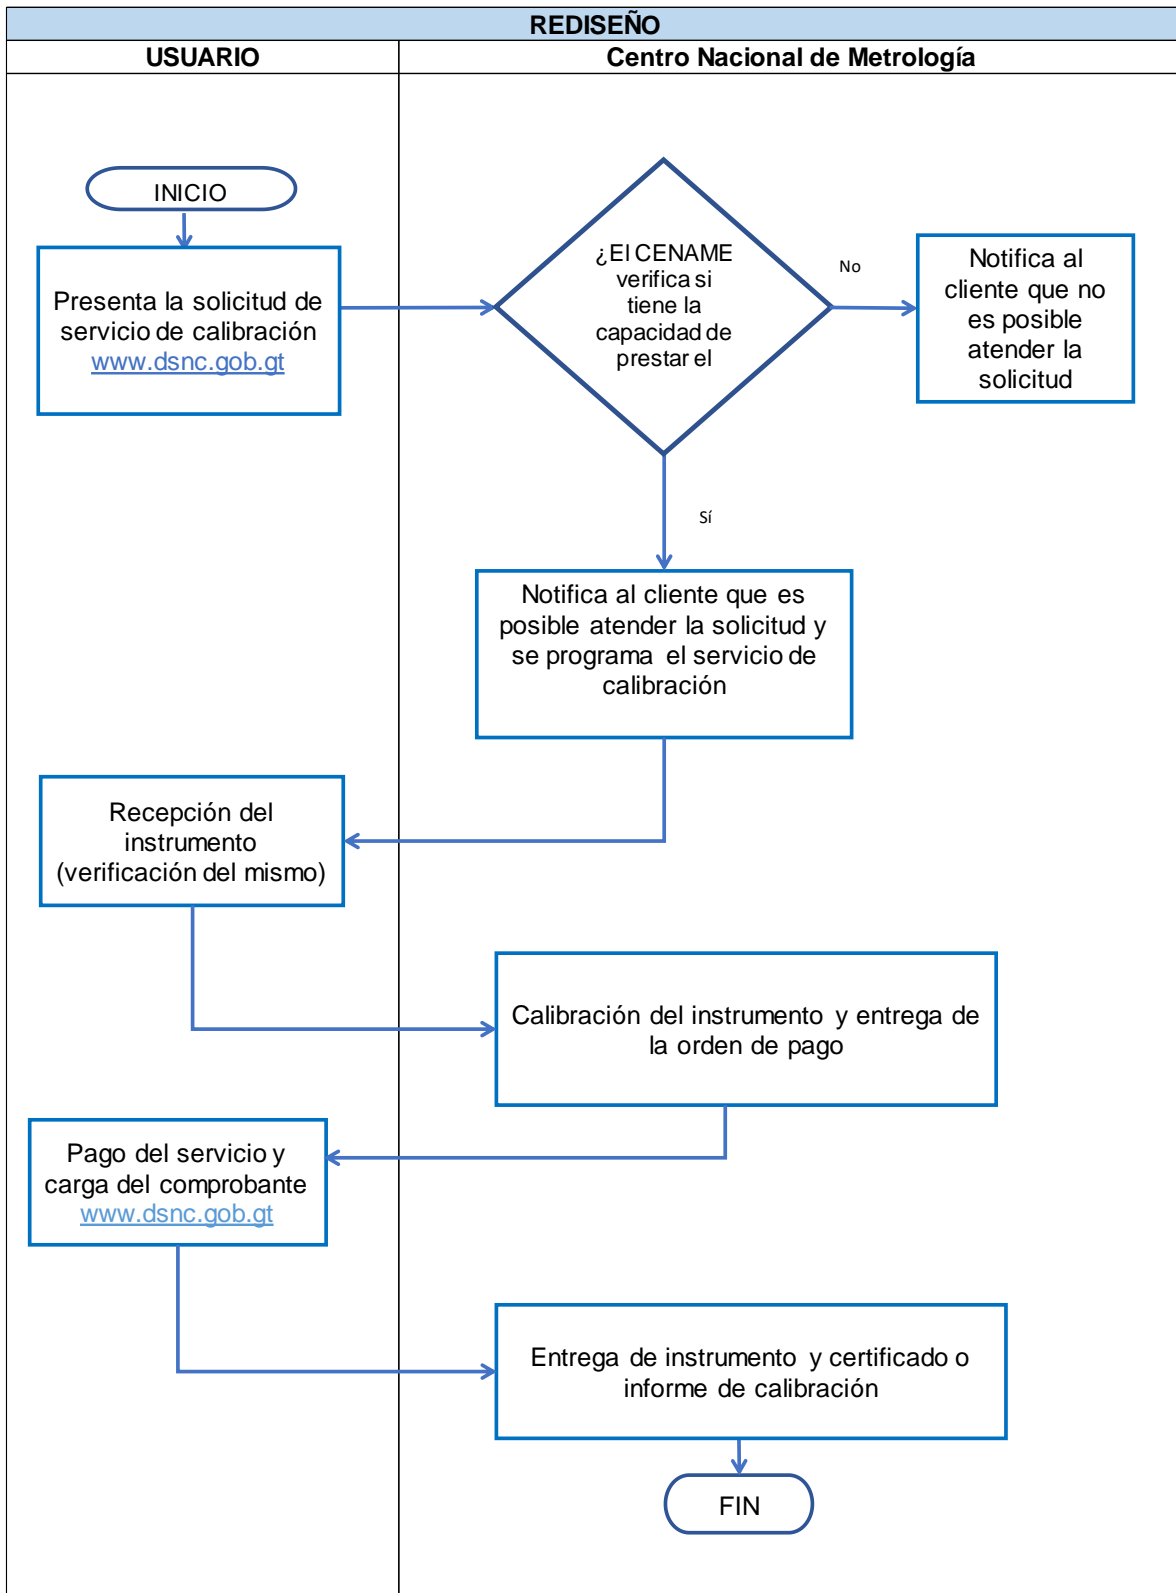 REDISEÑO
USUARIO
Centro Nacional de Metrología
INICIO
Presenta la solicitud de
servicio de calibración
www.dsnc.gob.gt
¿El CENAME
verifica si
tiene la
capacidad de
prestar el
No
Notifica al
cliente que no
es posible
atender la
solicitud
Sí
Notifica al cliente que es
posible atender la solicitud y
se programa el servicio de
calibración
Recepción del
instrumento
(verificación del mismo)
Calibración del instrumento y entrega de
la orden de pago
Pago del servicio y
carga del comprobante
www.dsnc.gob.gt
Entrega de instrumento y certificado o
informe de calibración
FIN